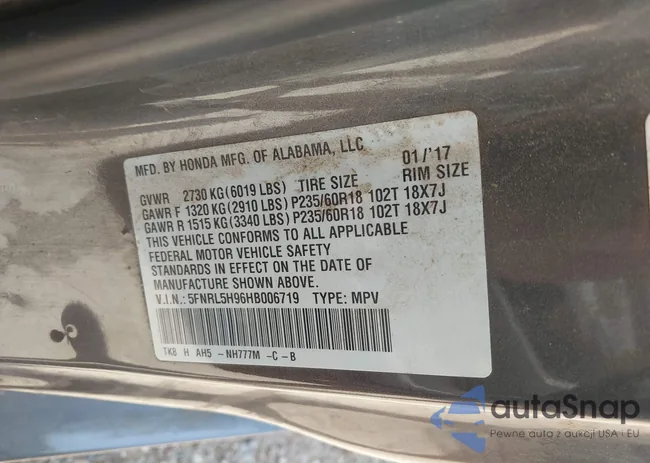 MFD. BY HONDA MFG. OF ALABAMA, LLC 01/'17
GVWR 2730 KG (6019 LBS) TIRE SIZE RIM SIZE
GAWR F 1320 KG (2910 LBS) P235/60R18 102T 18X7J
GAWR R 1515 KG (3340 LBS) P235/60R18 102T 18X7J
THIS VEHICLE CONFORMS TO ALL APPLICABLE
FEDERAL MOTOR VEHICLE SAFETY
STANDARDS IN EFFECT ON THE DATE OF
MANUFACTURE SHOWN ABOVE.
V.I.N.: 5FNRL5H96HB006719 TYPE: MPV
TK8 H AH5 -NH777M -C -B
autaSnap
Pewne auta z aukcji USA i EU